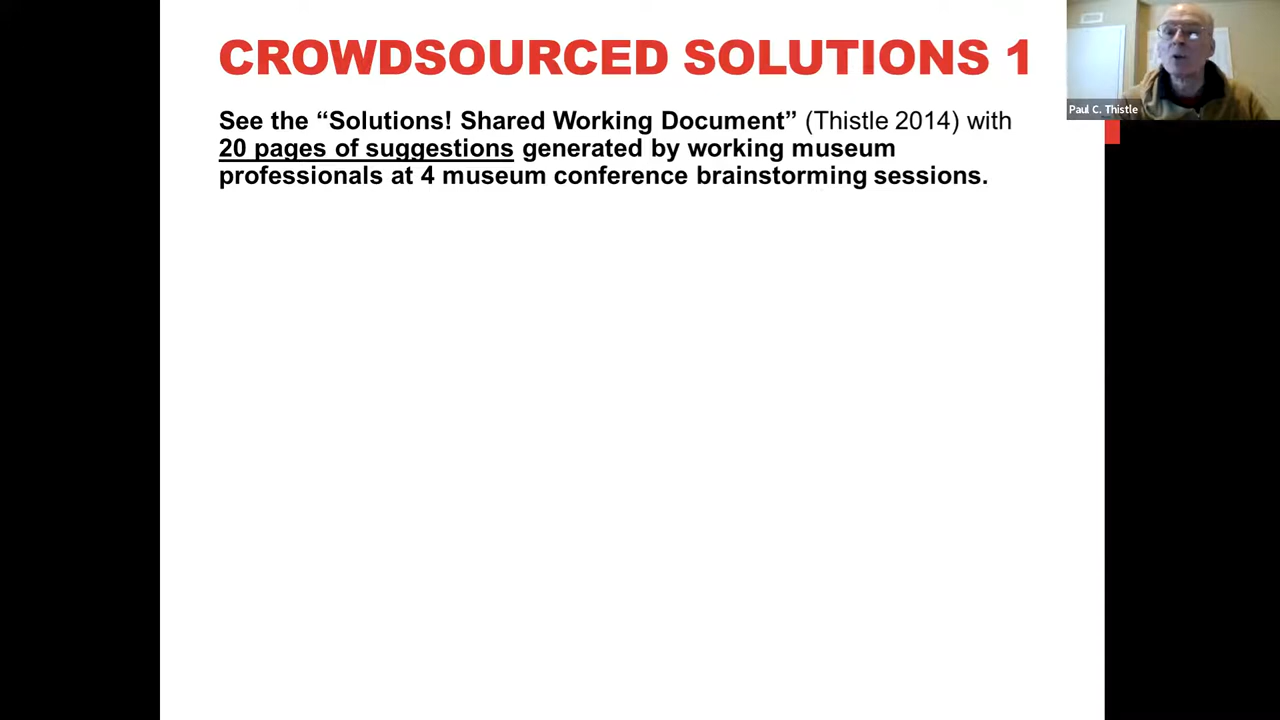 CROWDSOURCED SOLUTIONS 1
See the “Solutions! Shared Working Document” (Thistle 2014) with
20 pages of suggestions generated by working museum
professionals at 4 museum conference brainstorming sessions.
Paul C. Thistle